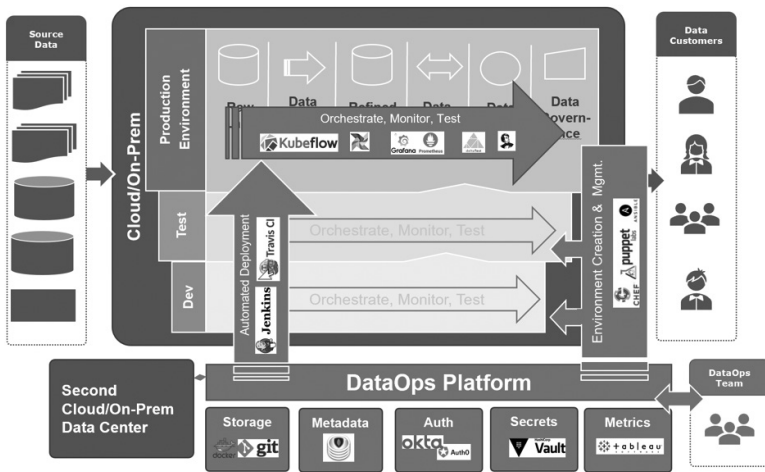 Source
Data
Data
Customers
Cloud/On-Prem
Production
Environment
Test
Dev
Data
Refined
Data
Data
Govern-
ance
Orchestrate, Monitor, Test
Kubeflow
Grafana
Prometheus
Orchestrate, Monitor, Test
Orchestrate, Monitor, Test
Automated Deployment
Jenkins
Travis CI
Environment Creation & Mgmt.
CHEF
puppet
labs
ANSIBLE
Second
Cloud/On-Prem
Data Center
DataOps Platform
DataOps
Team
Storage
docker
git
Metadata
Auth
okta
Auth0
Secrets
HashiCorp
Vault
Metrics
+ a b l e a u
SOFTWARE